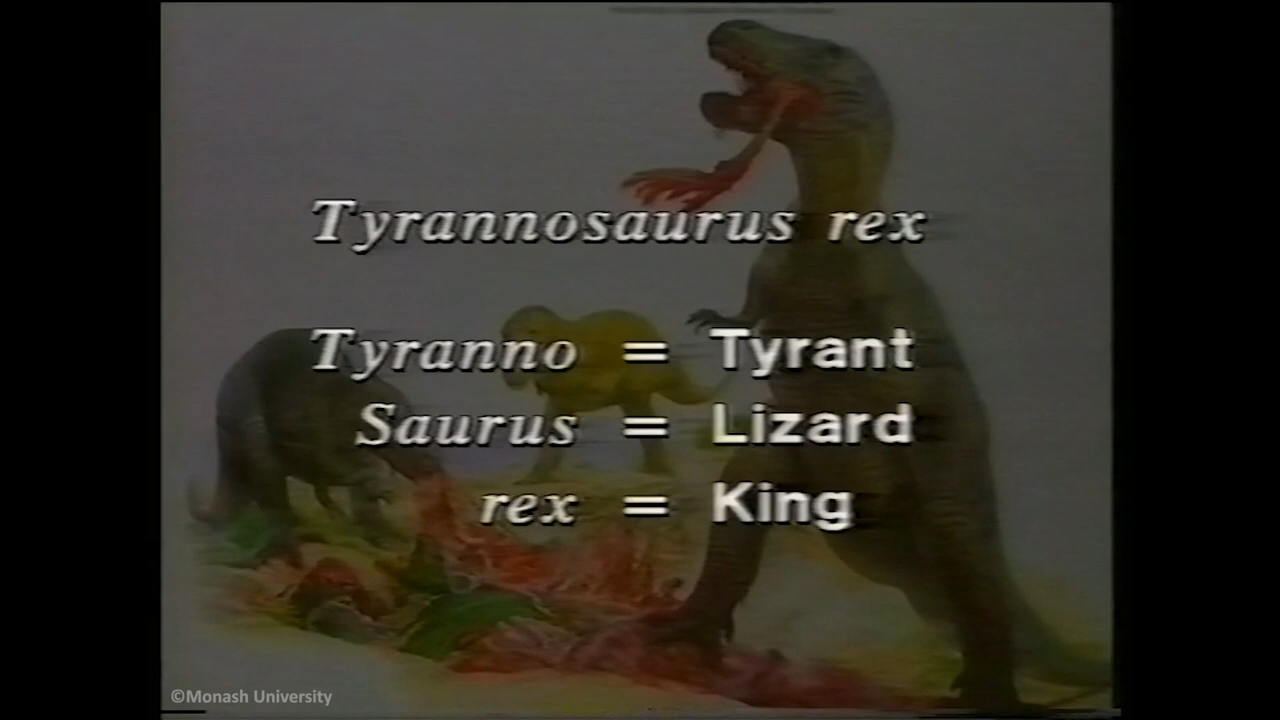 Tyrannosaurus rex
Tyranno = Tyrant
Saurus = Lizard
rex = King
©Monash University